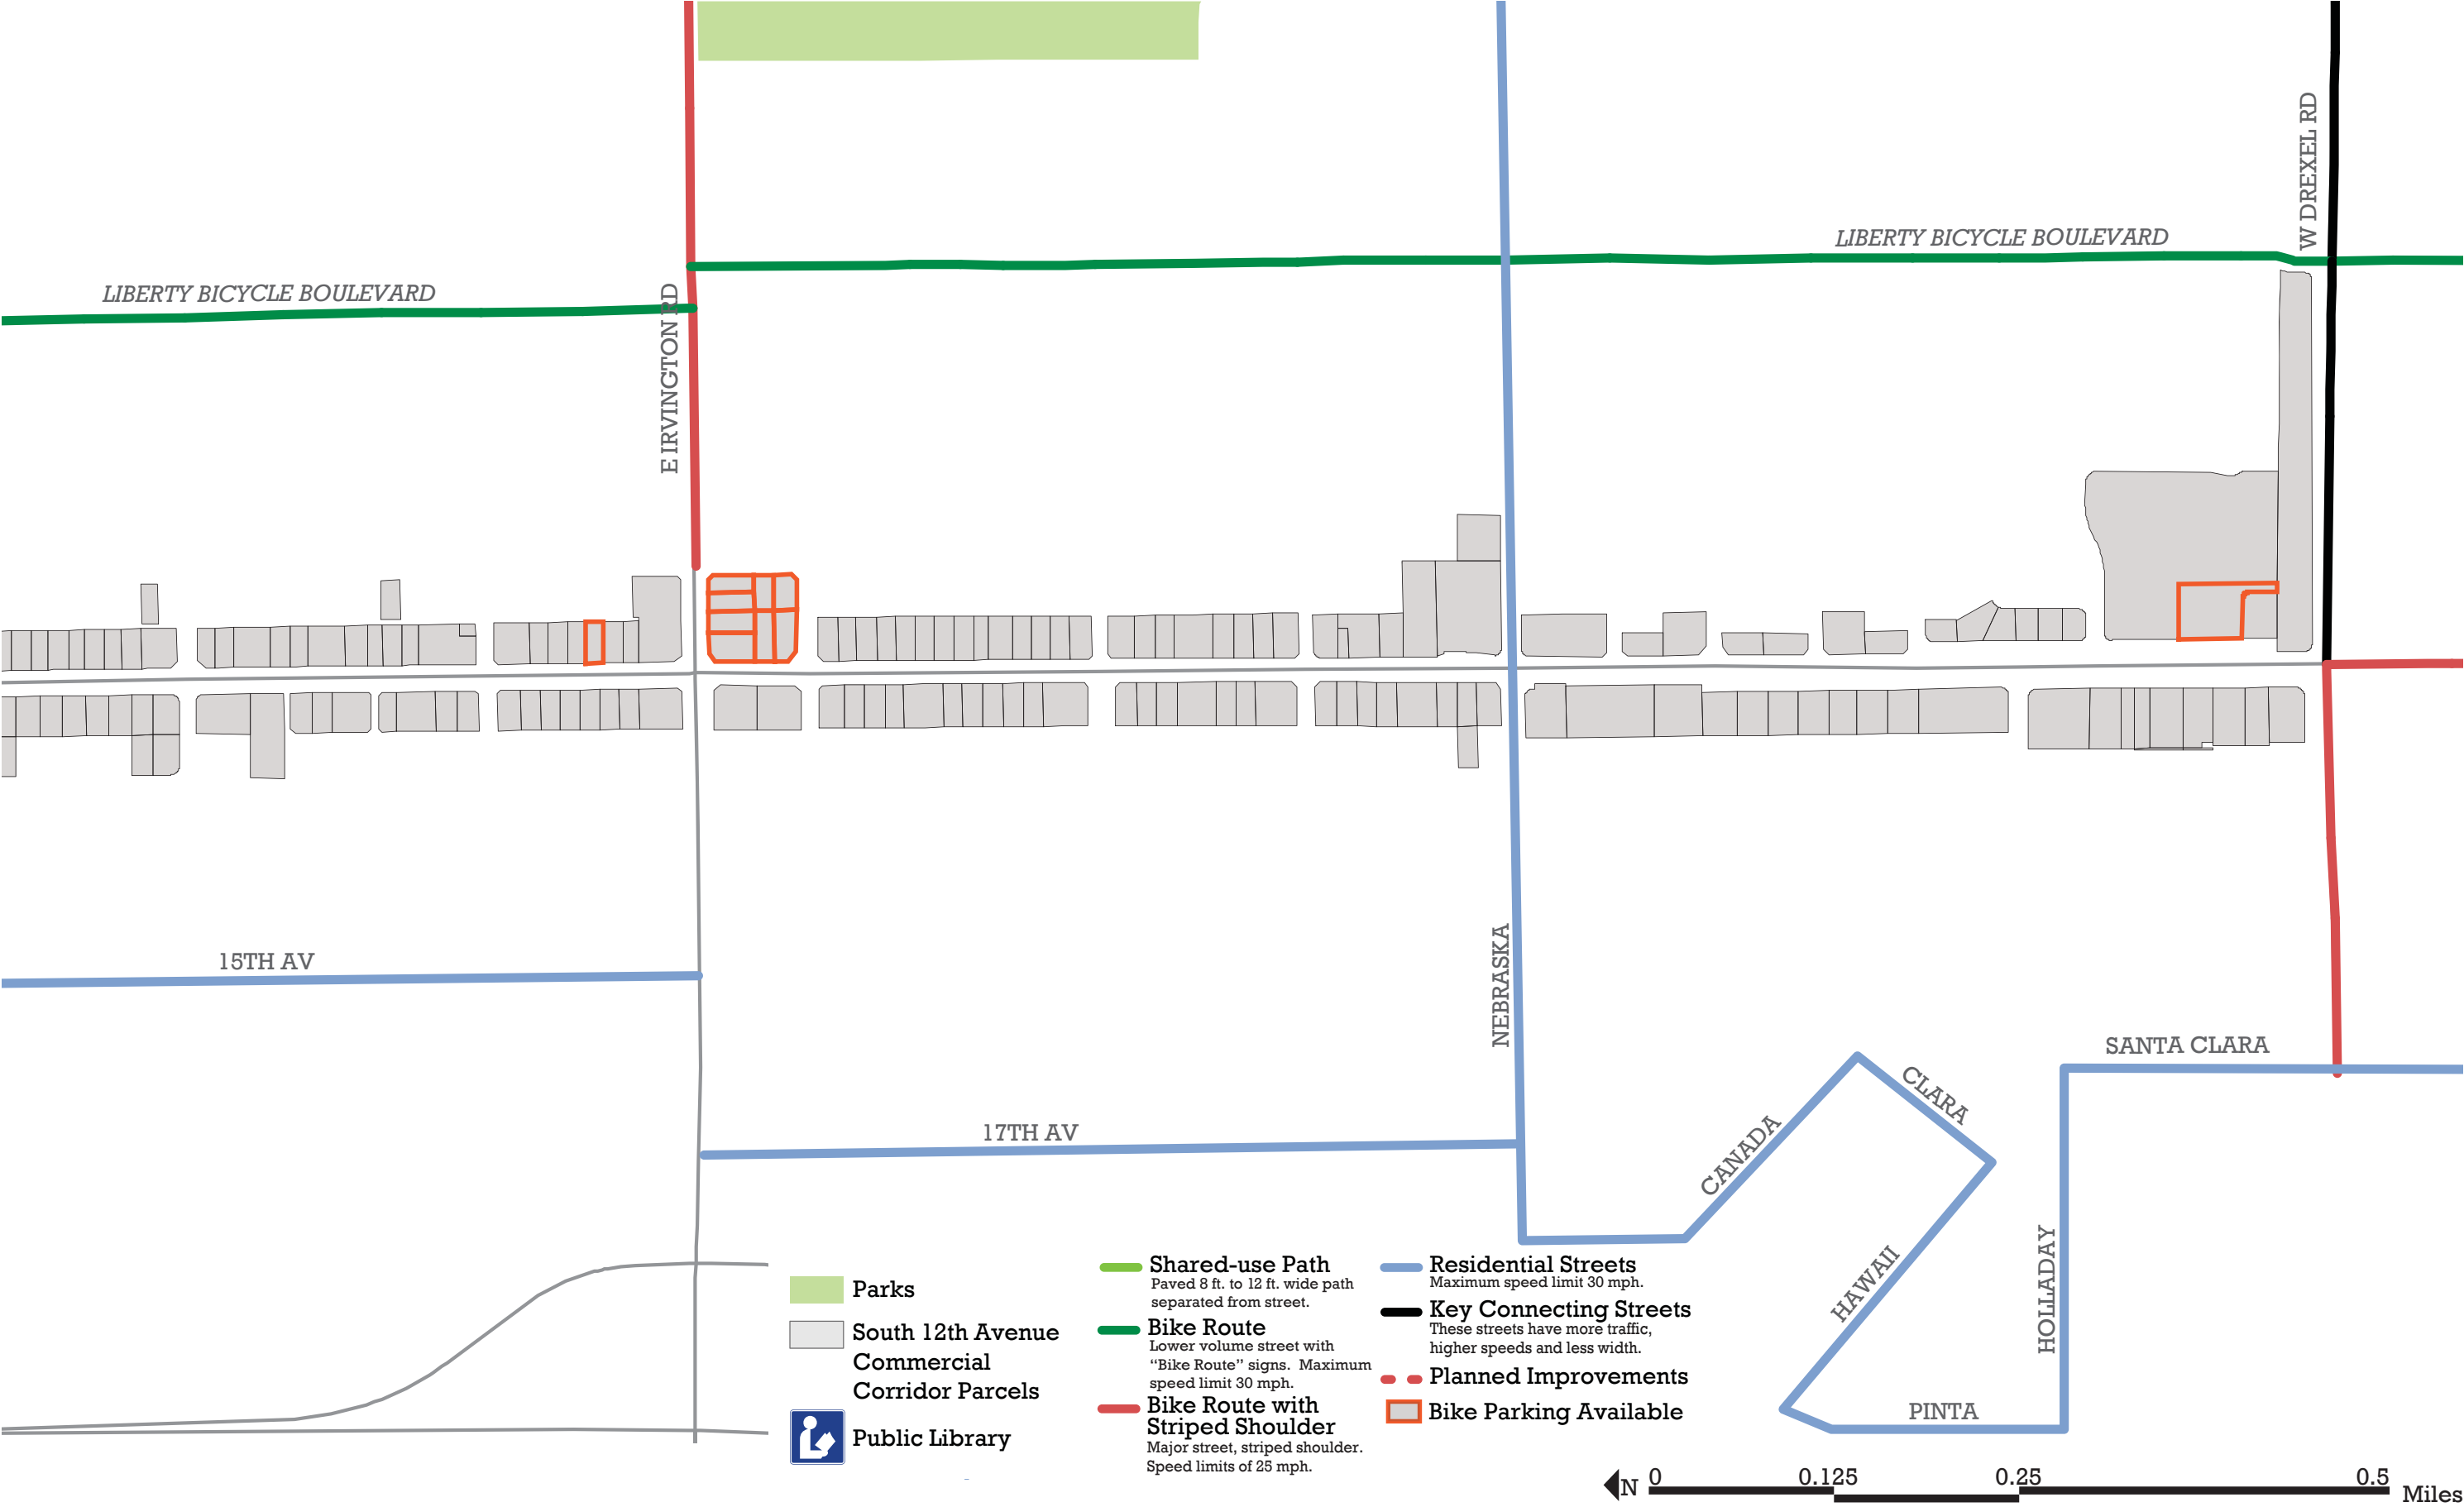 W DREXEL RD
LIBERTY BICYCLE BOULEVARD
LIBERTY BICYCLE BOULEVARD
E IRVINGTON RD
15TH AV
NEBRASKA
SANTA CLARA
CLARA
17TH AV
CANADA
HAWAII
HOLLADAY
PINTA
Parks
South 12th Avenue
Commercial
Corridor Parcels
Public Library
Shared-use Path
Paved 8 ft. to 12 ft. wide path
separated from street.
Bike Route
Lower volume street with
“Bike Route” signs. Maximum
speed limit 30 mph.
Bike Route with
Striped Shoulder
Major street, striped shoulder.
Speed limits of 25 mph.
Residential Streets
Maximum speed limit 30 mph.
Key Connecting Streets
These streets have more traffic,
higher speeds and less width.
Planned Improvements
Bike Parking Available
N 0 0.125 0.25 0.5 Miles